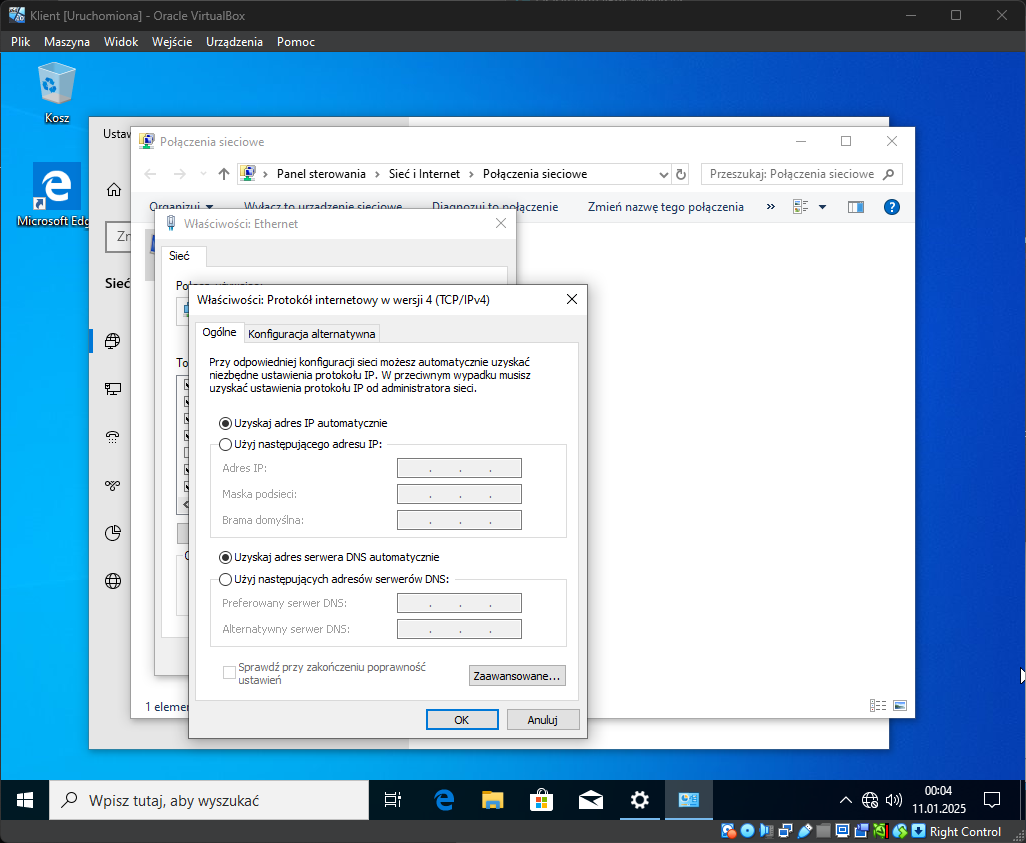 Klient [Uruchomiona] - Oracle VirtualBox
Plik Maszyna Widok Wejście Urządzenia Pomoc
Kosz
Microsoft Edg
Ustaw
Połączenia sieciowe
Panel sterowania Sieć i Internet Połączenia sieciowe
Przeszukaj: Połączenia sieciowe
Organizuj Wyłącz to urządzenie sieciowe Diagnozuj to połączenie Zmień nazwę tego połączenia »
Zn
Sieć
Właściwości: Ethernet
Sieć
To
1 elemen
Właściwości: Protokół internetowy w wersji 4 (TCP/IPv4)
Ogólne Konfiguracja alternatywna
Przy odpowiedniej konfiguracji sieci możesz automatycznie uzyskać
niezbędne ustawienia protokołu IP. W przeciwnym wypadku musisz
uzyskać ustawienia protokołu IP od administratora sieci.
Uzyskaj adres IP automatycznie
Użyj następującego adresu IP:
Adres IP: . . .
Maska podsieci: . . .
Brama domyślna: . . .
Uzyskaj adres serwera DNS automatycznie
Użyj następujących adresów serwerów DNS:
Preferowany serwer DNS: . . .
Alternatywny serwer DNS: . . .
Sprawdź przy zakończeniu poprawność
ustawień
Zaawansowane...
OK Anuluj
Wpisz tutaj, aby wyszukać
00:04
11.01.2025
Right Control